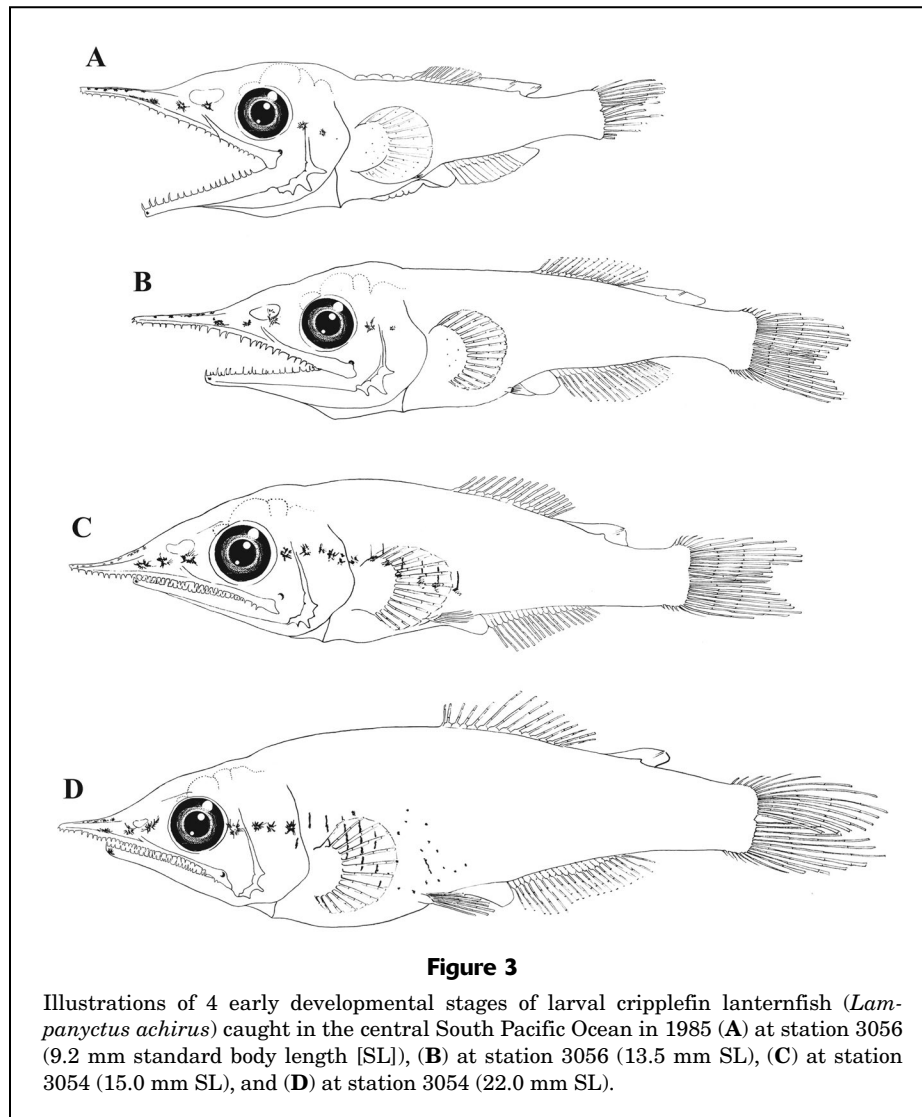 A
B
C
D
Figure 3
Illustrations of 4 early developmental stages of larval cripplefin lanternfish (Lam-
panyctus achirus) caught in the central South Pacific Ocean in 1985 (A) at station 3056
(9.2 mm standard body length [SL]), (B) at station 3056 (13.5 mm SL), (C) at station
3054 (15.0 mm SL), and (D) at station 3054 (22.0 mm SL).